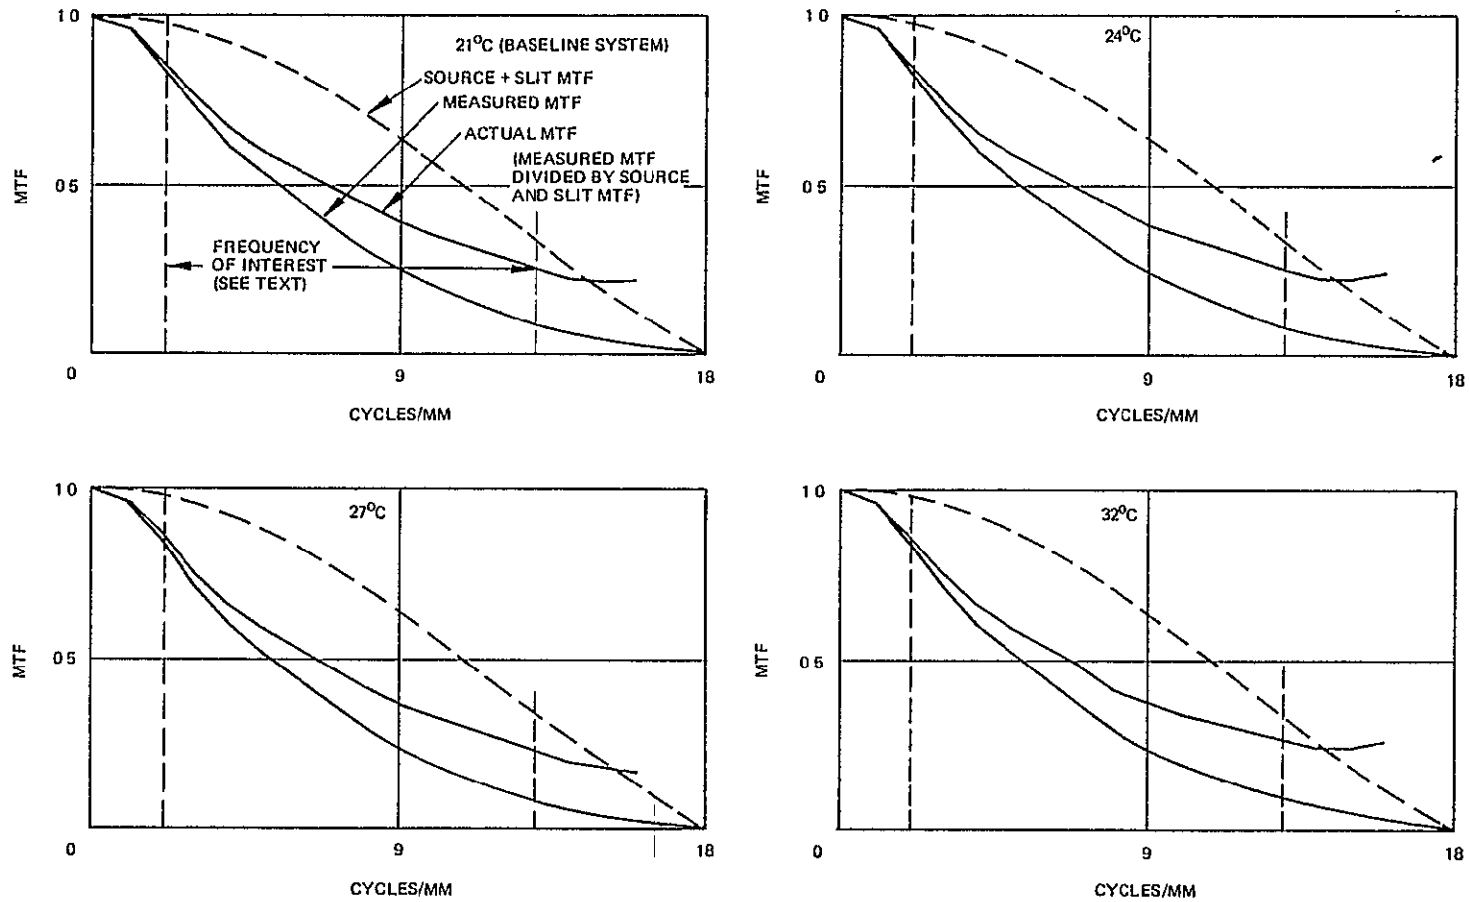 1 0
21°C (BASELINE SYSTEM)
SOURCE + SLIT MTF
MEASURED MTF
ACTUAL MTF
(MEASURED MTF
DIVIDED BY SOURCE
AND SLIT MTF)
MTF
0 5
FREQUENCY
OF INTEREST
(SEE TEXT)
0
9
18
CYCLES/MM
1 0
24°C
MTF
0 5
0
9
18
CYCLES/MM
1 0
27°C
MTF
0 5
0
9
18
CYCLES/MM
1 0
32°C
MTF
0 5
0
9
18
CYCLES/MM